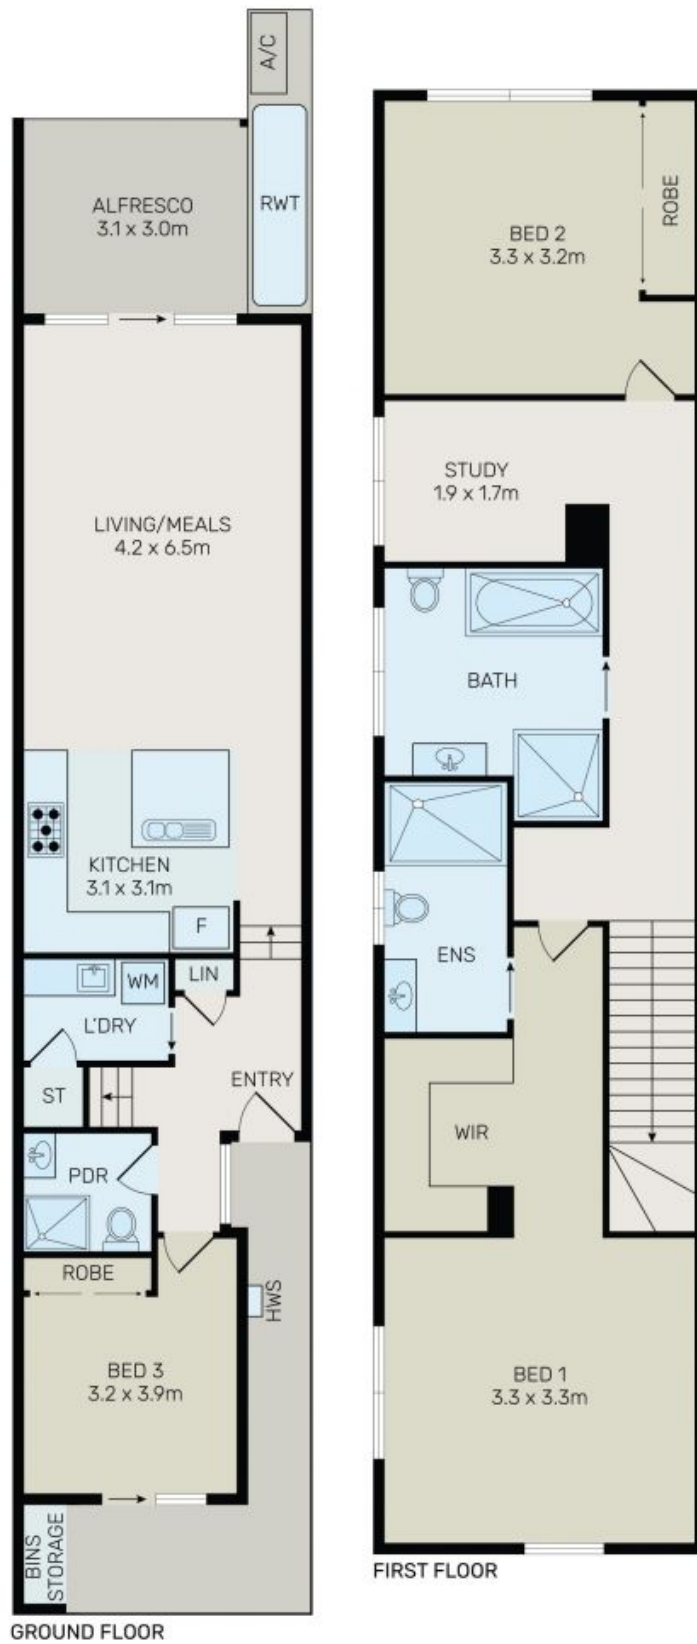 A/C
RWT
ALFRESCO
3.1 x 3.0m
LIVING/MEALS
4.2 x 6.5m
KITCHEN
3.1 x 3.1m
F
WM
LIN
L'DRY
ST
ENTRY
PDR
ROBE
HWS
BED 3
3.2 x 3.9m
BINS
STORAGE
GROUND FLOOR
BED 2
3.3 x 3.2m
ROBE
STUDY
1.9 x 1.7m
BATH
ENS
WIR
BED 1
3.3 x 3.3m
FIRST FLOOR